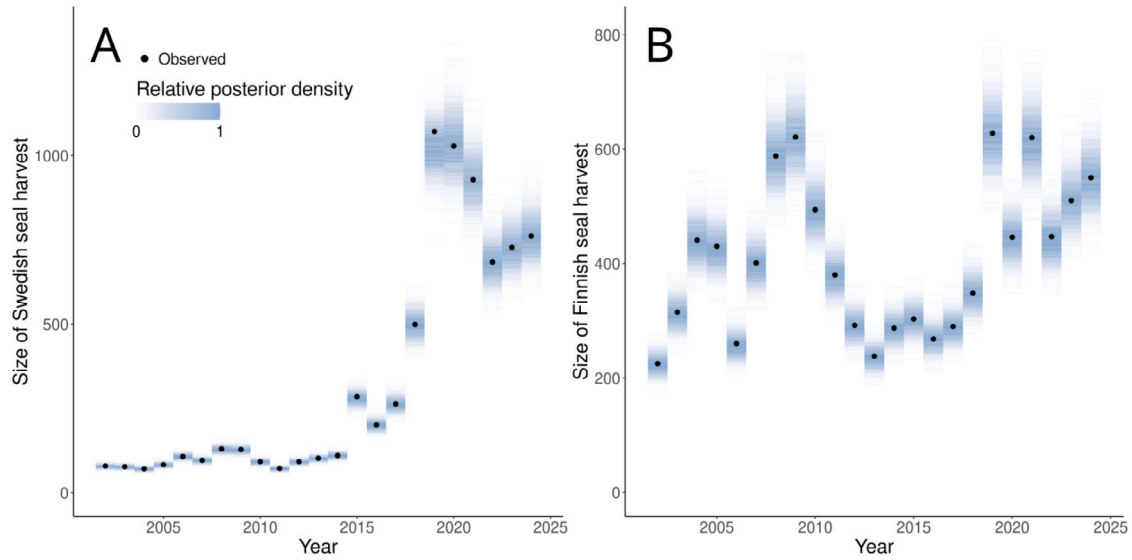 A
Observed
Relative posterior density
0 1
Size of Swedish seal harvest
1000
500
0
2005 2010 2015 2020 2025
Year
B
Size of Finnish seal harvest
800
600
400
200
0
2005 2010 2015 2020 2025
Year